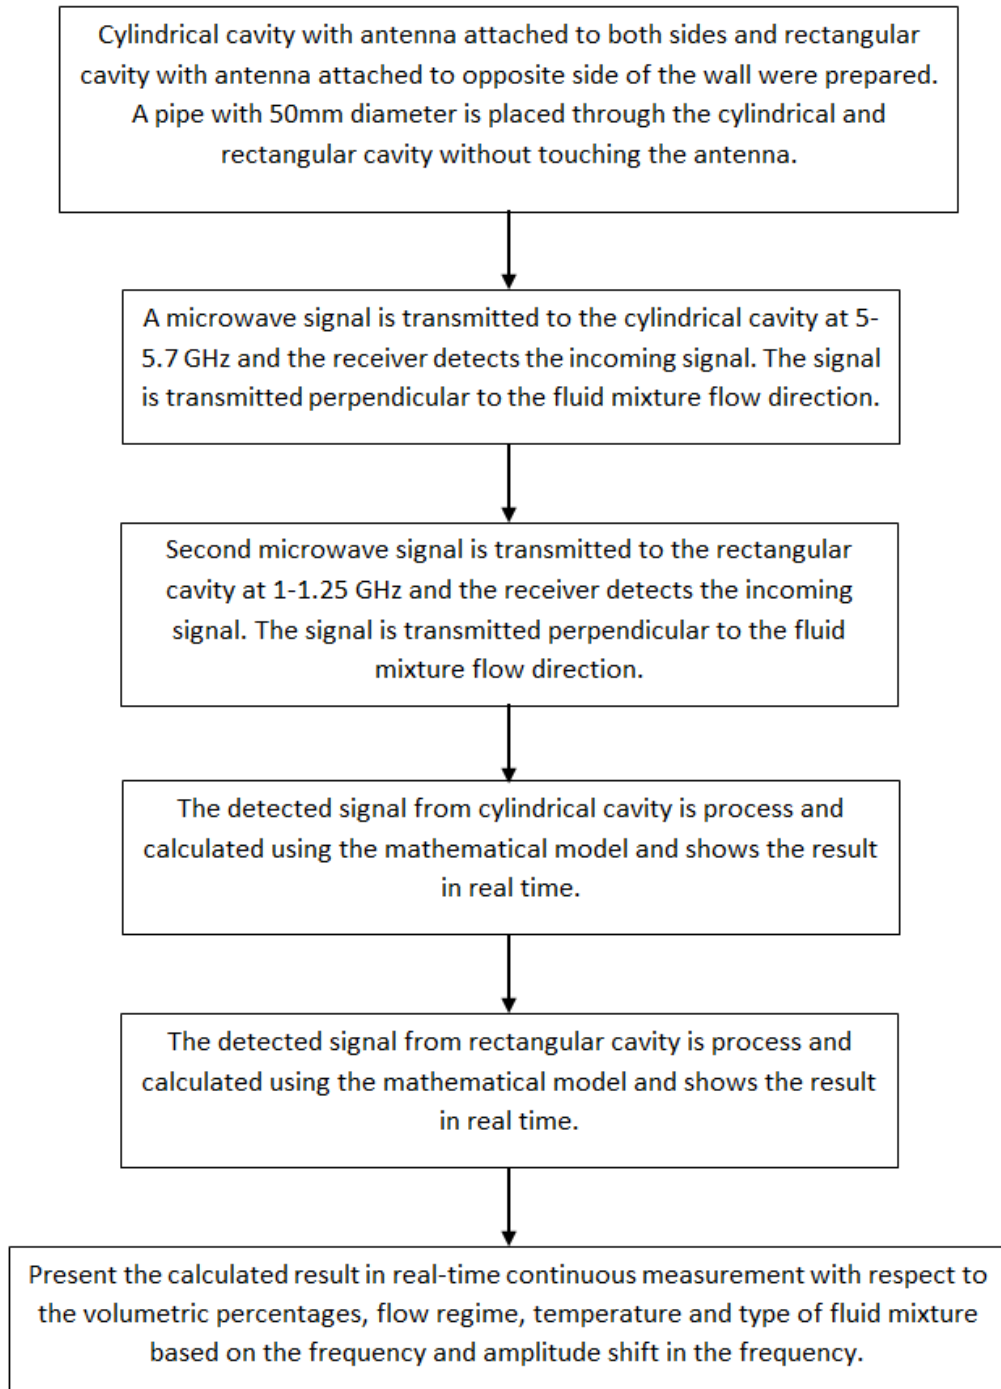 Cylindrical cavity with antenna attached to both sides and rectangular
cavity with antenna attached to opposite side of the wall were prepared.
A pipe with 50mm diameter is placed through the cylindrical and
rectangular cavity without touching the antenna.
A microwave signal is transmitted to the cylindrical cavity at 5-
5.7 GHz and the receiver detects the incoming signal. The signal
is transmitted perpendicular to the fluid mixture flow direction.
Second microwave signal is transmitted to the rectangular
cavity at 1-1.25 GHz and the receiver detects the incoming
signal. The signal is transmitted perpendicular to the fluid
mixture flow direction.
The detected signal from cylindrical cavity is process and
calculated using the mathematical model and shows the result
in real time.
The detected signal from rectangular cavity is process and
calculated using the mathematical model and shows the result
in real time.
Present the calculated result in real-time continuous measurement with respect to
the volumetric percentages, flow regime, temperature and type of fluid mixture
based on the frequency and amplitude shift in the frequency.